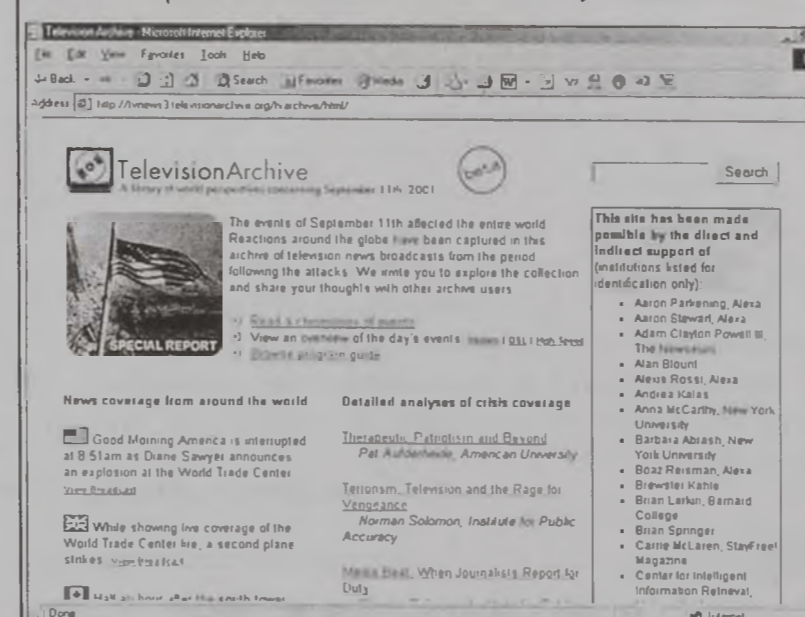 Television Archive - Microsoft Internet Explorer
Edit View Favorites Tools Help
Back Search Favorites Media
Address
TelevisionArchive
A library of world perspectives concerning September 11th, 2001
beta
Search
The events of September 11th affected the entire world
Reactions around the globe have been captured in this
archive of television news broadcasts from the period
following the attacks. We invite you to explore the collection
and share your thoughts with other archive users
Read a chronology of events
View an overview of the day's events | DSL | High Speed
Browse program guide
SPECIAL REPORT
News coverage from around the world
Good Morning America is interrupted
at 8 51am as Diane Sawyer announces
an explosion at the World Trade Center
View Broadcast
While showing live coverage of the
World Trade Center fire, a second plane
strikes View Broadcast
Half an hour after the south tower
Detailed analyses of crisis coverage
Therapeutic Patriotism and Beyond
Pat Aufderheide, American University
Terrorism, Television and the Rage for
Vengeance
Norman Solomon, Institute for Public
Accuracy
Media Beat, When Journalists Report for
Duty
This site has been made
possible by the direct and
indirect support of
(institutions listed for
identification only):
Aaron Parkening, Alexa
Aaron Stewart, Alexa
Adam Clayton Powell III,
The Newseum
Alan Blount
Alexis Rossi, Alexa
Andrea Kalas
Anna McCarthy, New York
University
Barbara Abrash, New
York University
Boaz Reisman, Alexa
Brewster Kahle
Brian Larkin, Barnard
College
Brian Springer
Carrie McLaren, StayFree!
Magazine
Center for Intelligent
Information Retrieval,
Done
Internet